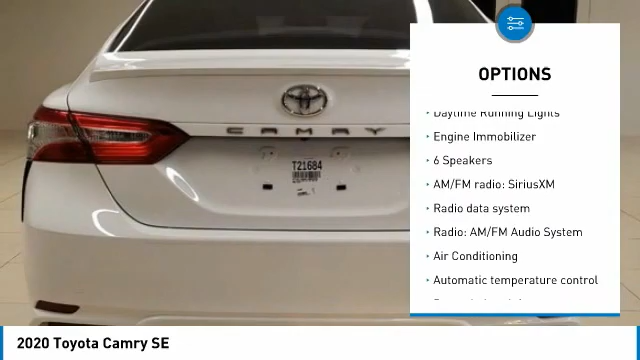 OPTIONS
Daytime Running Lights
Engine Immobilizer
6 Speakers
AM/FM radio: SiriusXM
Radio data system
Radio: AM/FM Audio System
Air Conditioning
Automatic temperature control
CAMRY
T21684
2020 Toyota Camry SE